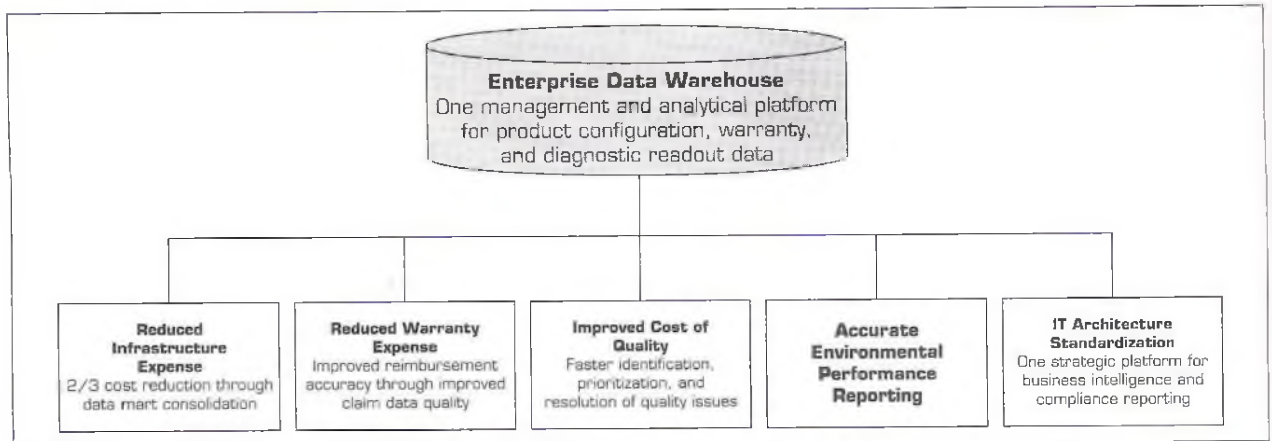 Enterprise Data Warehouse
One management and analytical platform
for product configuration, warranty,
and diagnostic readout data
Reduced
Infrastructure
Expense
2/3 cost reduction through
data mart consolidation
Reduced Warranty
Expense
Improved reimbursement
accuracy through improved
claim data quality
Improved Cost of
Quality
Faster identification,
prioritization, and
resolution of quality issues
Accurate
Environmental
Performance
Reporting
IT Architecture
Standardization
One strategic platform for
business intelligence and
compliance reporting